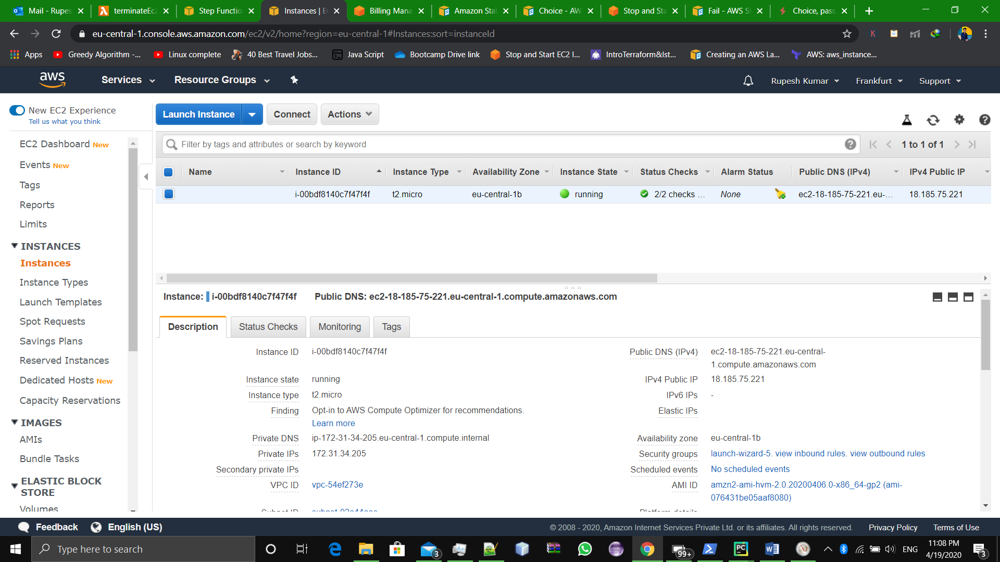 Mail - Rupes
terminateEc2
Step Functio
Instances | E
Billing Mana
Amazon Stat
Choice - AW
Stop and Sta
Fail - AWS S
Choice, pass
eu-central-1.console.aws.amazon.com/ec2/v2/home?region=eu-central-1#Instances:sort=instanceId
Apps
Greedy Algorithm -...
Linux complete
40 Best Travel Jobs...
Java Script
Bootcamp Drive link
Stop and Start EC2 I...
IntroTerraform&Ist...
Creating an AWS La...
AWS: aws_instance...
aws
Services
Resource Groups
Rupesh Kumar
Frankfurt
Support
New EC2 Experience
Tell us what you think
EC2 Dashboard New
Events New
Tags
Reports
Limits
INSTANCES
Instances
Instance Types
Launch Templates
Spot Requests
Savings Plans
Reserved Instances
Dedicated Hosts New
Capacity Reservations
IMAGES
AMIs
Bundle Tasks
ELASTIC BLOCK
STORE
Volumes
Launch Instance
Connect
Actions
Filter by tags and attributes or search by keyword
1 to 1 of 1
Name
Instance ID
Instance Type
Availability Zone
Instance State
Status Checks
Alarm Status
Public DNS (IPv4)
IPv4 Public IP
i-00bdf8140c7f47f4f
t2.micro
eu-central-1b
running
2/2 checks ...
None
ec2-18-185-75-221.eu-...
18.185.75.221
Instance: i-00bdf8140c7f47f4f
Public DNS: ec2-18-185-75-221.eu-central-1.compute.amazonaws.com
Description
Status Checks
Monitoring
Tags
Instance ID i-00bdf8140c7f47f4f
Instance state running
Instance type t2.micro
Finding Opt-in to AWS Compute Optimizer for recommendations.
Learn more
Private DNS ip-172-31-34-205.eu-central-1.compute.internal
Private IPs 172.31.34.205
Secondary private IPs
VPC ID vpc-54ef273e
Subnet ID
Public DNS (IPv4) ec2-18-185-75-221.eu-central-
1.compute.amazonaws.com
IPv4 Public IP 18.185.75.221
IPv6 IPs -
Elastic IPs
Availability zone eu-central-1b
Security groups launch-wizard-5. view inbound rules. view outbound rules
Scheduled events No scheduled events
AMI ID amzn2-ami-hvm-2.0.20200406.0-x86_64-gp2 (ami-
076431be05aaf8080)
Platform details
Feedback
English (US)
© 2008 - 2020, Amazon Internet Services Private Ltd. or its affiliates. All rights reserved.
Privacy Policy
Terms of Use
Type here to search
3
99+
PC
ENG
11:08 PM
4/19/2020
3